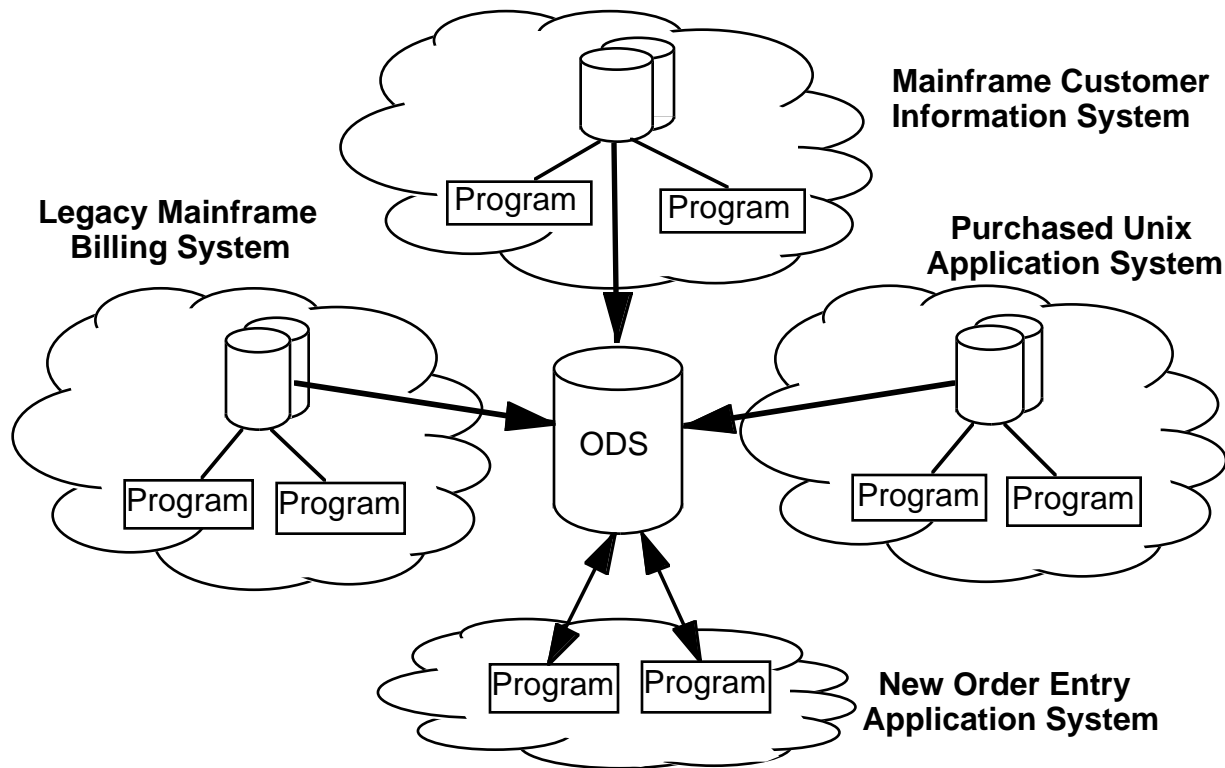 Mainframe Customer
Information System
Program
Program
Legacy Mainframe
Billing System
Purchased Unix
Application System
ODS
Program
Program
Program
Program
Program
Program
New Order Entry
Application System